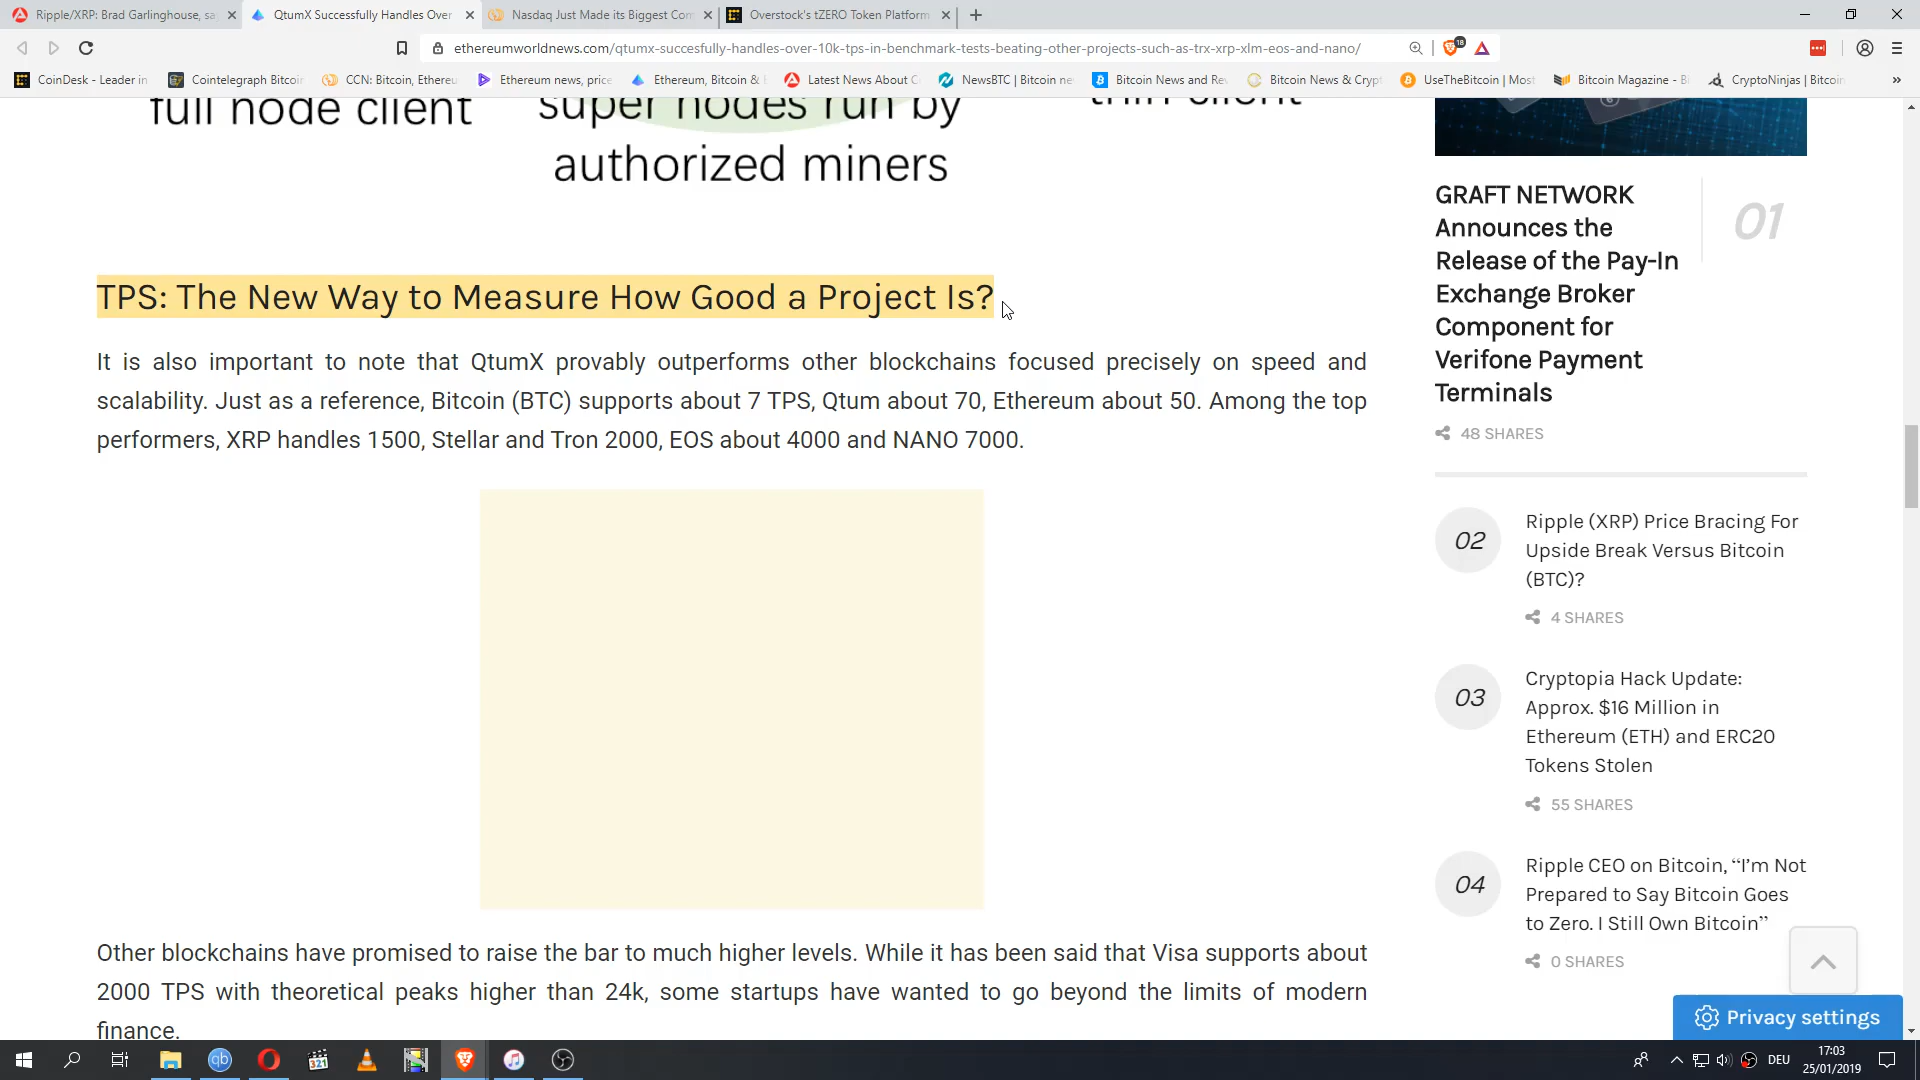 Ripple/XRP: Brad Garlinghouse, sa
QtumX Successfully Handles Over
Nasdaq Just Made its Biggest Com
Overstock's tZERO Token Platform
ethereumworldnews.com/qtumx-succesfully-handles-over-10k-tps-in-benchmark-tests-beating-other-projects-such-as-trx-xrp-xlm-eos-and-nano/
18
CoinDesk - Leader in
Cointelegraph Bitcoin
CCN: Bitcoin, Ethereu
Ethereum news, price
Ethereum, Bitcoin &
Latest News About C
NewsBTC | Bitcoin ne
Bitcoin News and Re
Bitcoin News & Crypt
UseTheBitcoin | Most
Bitcoin Magazine - Bi
CryptoNinjas | Bitcoin
»
full node client
super nodes run by
authorized miners
thin client
TPS: The New Way to Measure How Good a Project Is?
It is also important to note that QtumX provably outperforms other blockchains focused precisely on speed and
scalability. Just as a reference, Bitcoin (BTC) supports about 7 TPS, Qtum about 70, Ethereum about 50. Among the top
performers, XRP handles 1500, Stellar and Tron 2000, EOS about 4000 and NANO 7000.
Other blockchains have promised to raise the bar to much higher levels. While it has been said that Visa supports about
2000 TPS with theoretical peaks higher than 24k, some startups have wanted to go beyond the limits of modern
finance.
GRAFT NETWORK
Announces the
Release of the Pay-In
Exchange Broker
Component for
Verifone Payment
Terminals
01
48 SHARES
02
Ripple (XRP) Price Bracing For
Upside Break Versus Bitcoin
(BTC)?
4 SHARES
03
Cryptopia Hack Update:
Approx. $16 Million in
Ethereum (ETH) and ERC20
Tokens Stolen
55 SHARES
04
Ripple CEO on Bitcoin, “I’m Not
Prepared to Say Bitcoin Goes
to Zero. I Still Own Bitcoin”
0 SHARES
Privacy settings
qb
321
DEU
17:03
25/01/2019